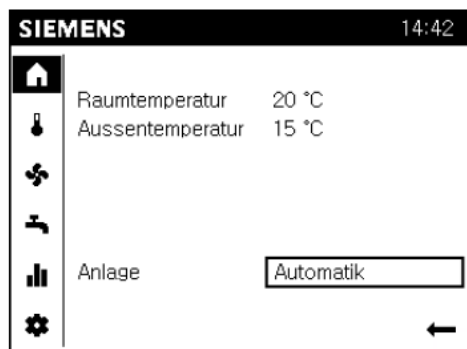 SIEMENS 14:42
Raumtemperatur 20 °C
Aussentemperatur 15 °C
Anlage Automatik